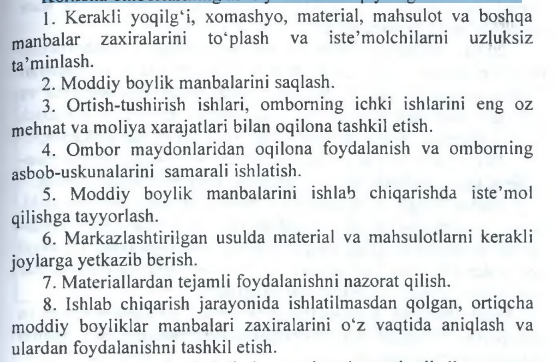 1. Kerakli yoqilg‘i, xomashyo, material, mahsulot va boshqa
manbalar zaxiralarini to‘plash va iste’molchilarni uzluksiz
ta’minlash.
2. Moddiy boylik manbalarini saqlash.
3. Ortish-tushirish ishlari, omborning ichki ishlarini eng oz
mehnat va moliya xarajatlari bilan oqilona tashkil etish.
4. Ombor maydonlaridan oqilona foydalanish va omborning
asbob-uskunalarini samarali ishlatish.
5. Moddiy boylik manbalarini ishlab chiqarishda iste’mol
qilishga tayyorlash.
6. Markazlashtirilgan usulda material va mahsulotlarni kerakli
joylarga yetkazib berish.
7. Materiallardan tejamli foydalanishni nazorat qilish.
8. Ishlab chiqarish jarayonida ishlatilmasdan qolgan, ortiqcha
moddiy boyliklar manbalari zaxiralarini o‘z vaqtida aniqlash va
ulardan foydalanishni tashkil etish.